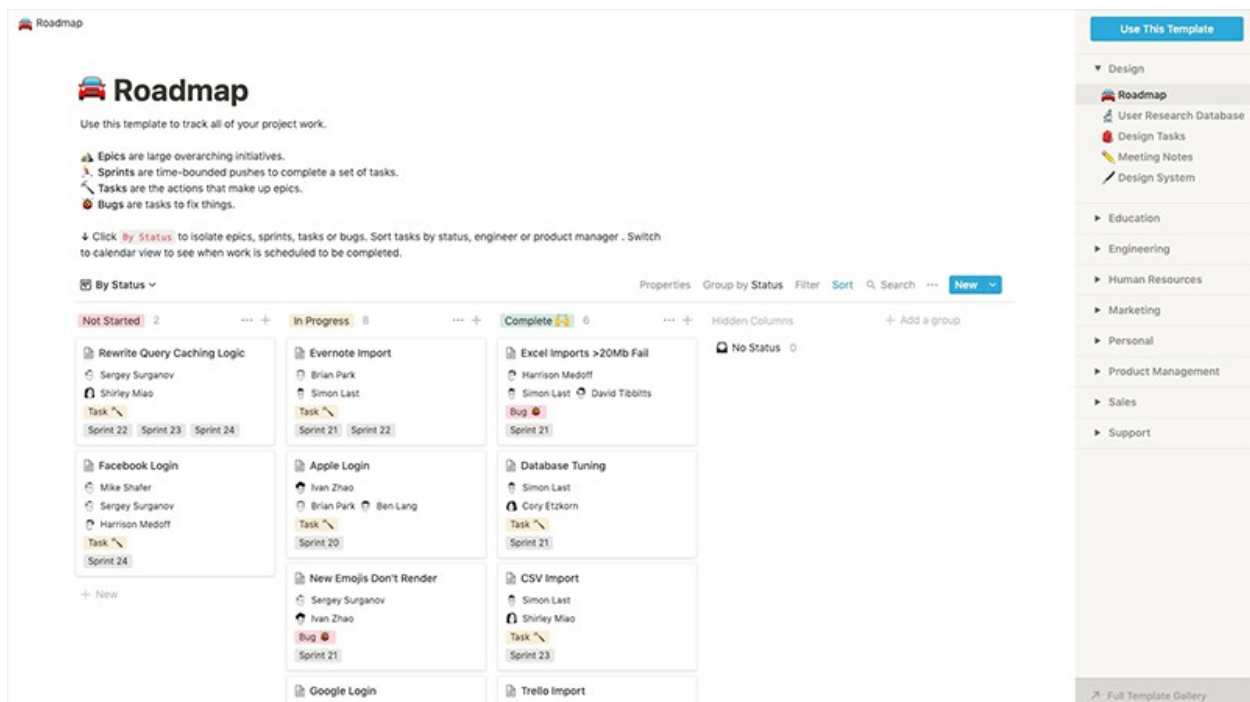 Roadmap
Roadmap
Use this template to track all of your project work.
Epics are large overarching initiatives.
Sprints are time-bounded pushes to complete a set of tasks.
Tasks are the actions that make up epics.
Bugs are tasks to fix things.
↓ Click By Status to isolate epics, sprints, tasks or bugs. Sort tasks by status, engineer or product manager . Switch
to calendar view to see when work is scheduled to be completed.
By Status
Properties Group by Status Filter Sort Search ··· New
Not Started 2 ··· +
Rewrite Query Caching Logic
Sergey Surganov
Shirley Miao
Task
Sprint 22 Sprint 23 Sprint 24
Facebook Login
Mike Shafer
Sergey Surganov
Harrison Medoff
Task
Sprint 24
+ New
In Progress 8 ··· +
Evernote Import
Brian Park
Simon Last
Task
Sprint 21 Sprint 22
Apple Login
Ivan Zhao
Brian Park Ben Lang
Task
Sprint 20
New Emojis Don't Render
Sergey Surganov
Ivan Zhao
Bug
Sprint 21
Google Login
Complete 6 ··· +
Excel Imports >20Mb Fail
Harrison Medoff
Simon Last David Tibbitts
Bug
Sprint 21
Database Tuning
Simon Last
Cory Etzkorn
Task
Sprint 21
CSV Import
Simon Last
Shirley Miao
Task
Sprint 23
Trello Import
Hidden Columns
No Status 0
+ Add a group
Use This Template
Design
Roadmap
User Research Database
Design Tasks
Meeting Notes
Design System
Education
Engineering
Human Resources
Marketing
Personal
Product Management
Sales
Support
Full Template Gallery